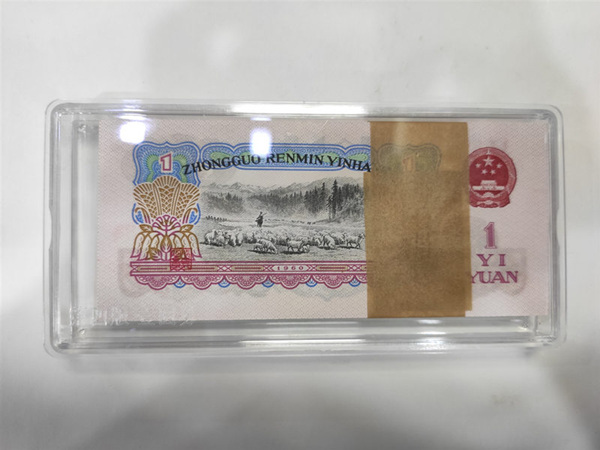 1
ZHONGGUO RENMIN YINHA
1960
1
YI
YUAN